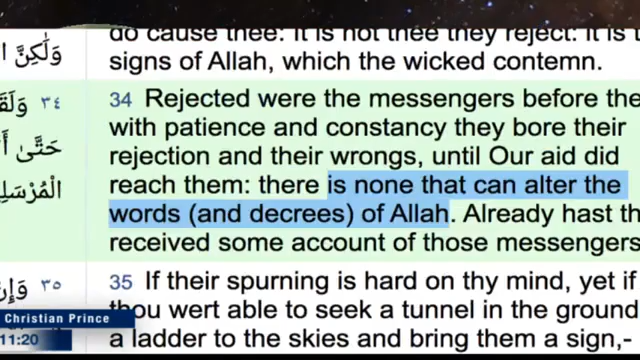 do cause thee: it is not thee they reject: it is t
وَلَٰكِنَّ
signs of Allah, which the wicked contemn.
٣٤
34 Rejected were the messengers before the
with patience and constancy they bore their
حَتَّىٰ
rejection and their wrongs, until Our aid did
reach them: there is none that can alter the
words (and decrees) of Allah. Already hast th
received some account of those messengers
٣٥ وَإِن
35 If their spurning is hard on thy mind, yet if
thou wert able to seek a tunnel in the ground
a ladder to the skies and bring them a sign,-
Christian Prince
11:20